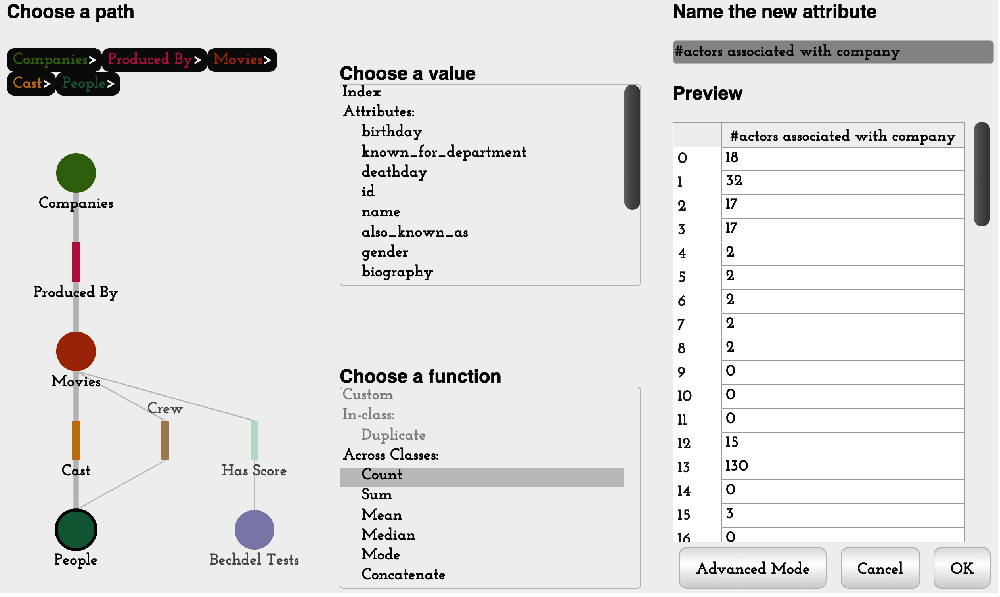 Choose a path
Companies> Produced By> Movies>
Cast> People>
Companies
Produced By
Movies
Crew
Cast
Has Score
People
Bechdel Tests
Choose a value
Index
Attributes:
birthday
known_for_department
deathday
id
name
also_known_as
gender
biography
Choose a function
Custom
In-class:
Duplicate
Across Classes:
Count
Sum
Mean
Median
Mode
Concatenate
Name the new attribute
#actors associated with company
Preview
#actors associated with company
0 18
1 32
2 17
3 17
4 2
5 2
6 2
7 2
8 2
9 0
10 0
11 0
12 15
13 130
14 0
15 3
16 0
Advanced Mode
Cancel
OK